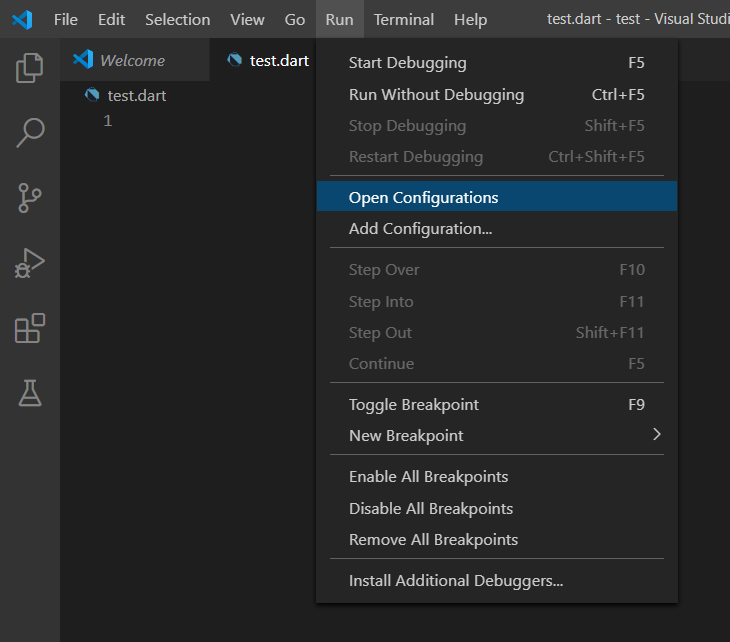 File Edit Selection View Go Run Terminal Help test.dart - test - Visual Studi
Welcome test.dart
test.dart
1
Start Debugging F5
Run Without Debugging Ctrl+F5
Stop Debugging Shift+F5
Restart Debugging Ctrl+Shift+F5
Open Configurations
Add Configuration...
Step Over F10
Step Into F11
Step Out Shift+F11
Continue F5
Toggle Breakpoint F9
New Breakpoint
Enable All Breakpoints
Disable All Breakpoints
Remove All Breakpoints
Install Additional Debuggers...